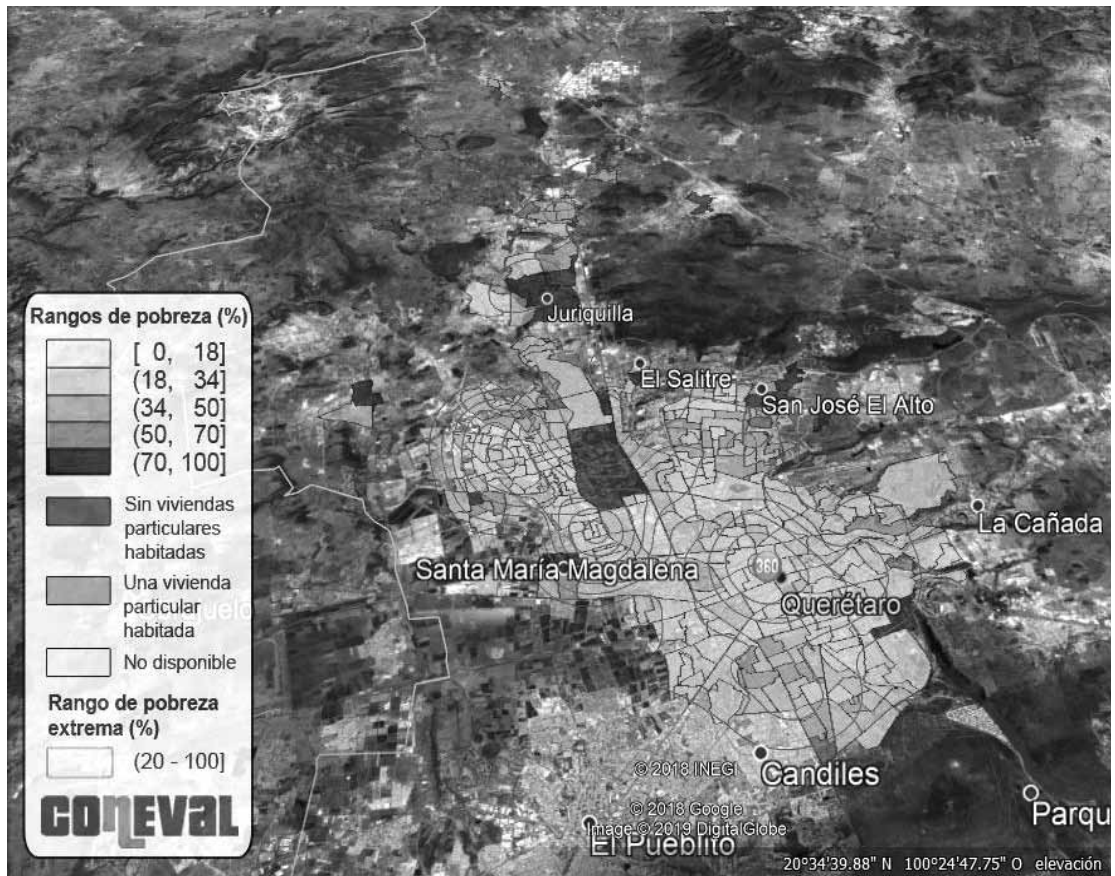 Rangos de pobreza (%)
[ 0, 18]
(18, 34]
(34, 50]
(50, 70]
(70, 100]
Sin viviendas
particulares
habitadas
Una vivienda
particular
habitada
No disponible
Rango de pobreza
extrema (%)
(20 - 100]
CONEVAL
Juriquilla
El Salitre
San José El Alto
La Cañada
Santa María Magdalena
360
Querétaro
Candiles
© 2018 INEGI
© 2018 Google
Image © 2019 DigitalGlobe
El Pueblito
Parqu
20°34'39.88" N 100°24'47.75" O elevación